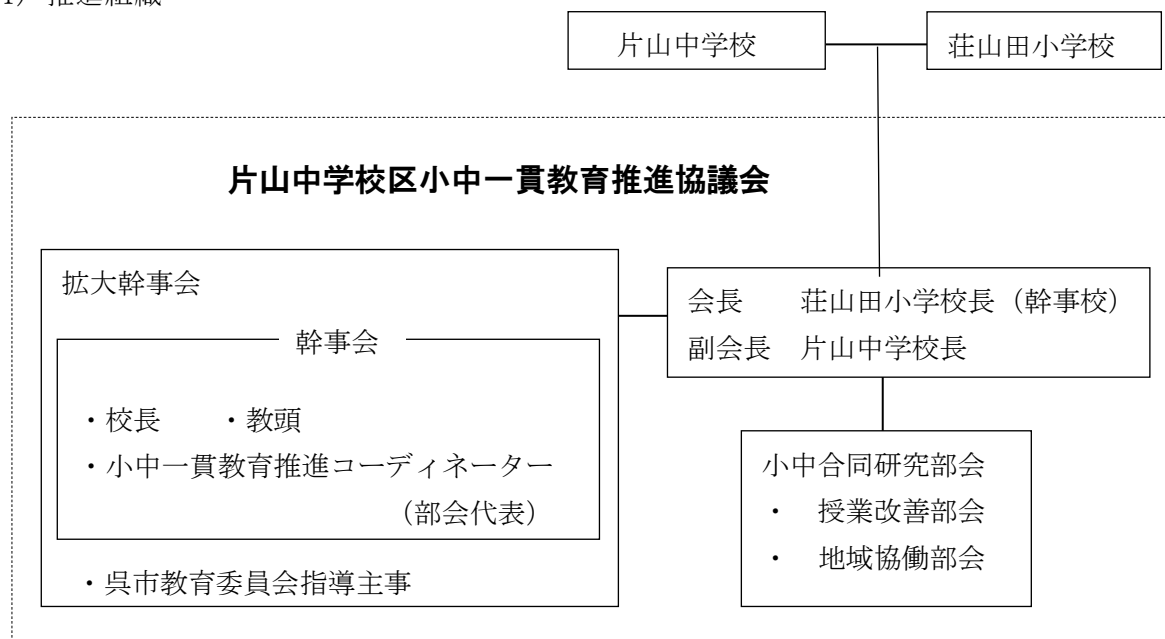 推進組織
片山中学校
荘山田小学校
片山中学校区小中一貫教育推進協議会
拡大幹事会
幹事会
・校長　・教頭
・小中一貫教育推進コーディネーター
（部会代表）
・呉市教育委員会指導主事
会長　荘山田小学校長（幹事校）
副会長　片山中学校長
小中合同研究部会
・　授業改善部会
・　地域協働部会